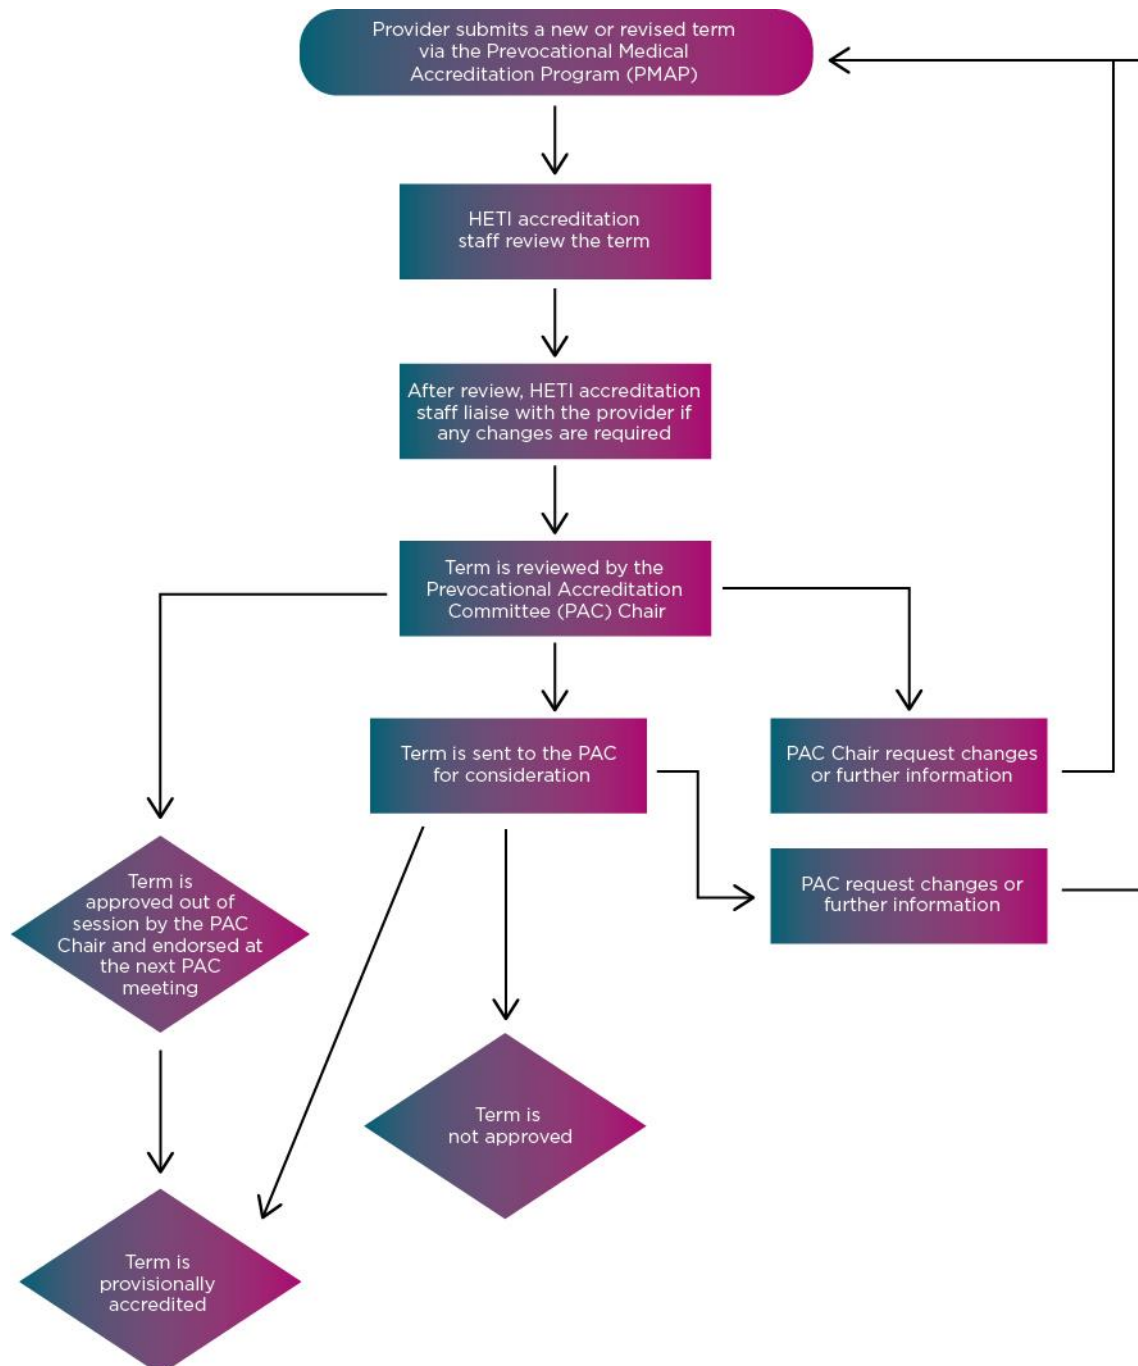 Provider submits a new or revised term
via the Prevocational Medical
Accreditation Program (PMAP)
HETI accreditation
staff review the term
After review, HETI accreditation
staff liaise with the provider if
any changes are required
Term is reviewed by the
Prevocational Accreditation
Committee (PAC) Chair
Term is sent to the PAC
for consideration
PAC Chair request changes
or further information
PAC request changes or
further information
Term is
approved out of
session by the PAC
Chair and endorsed at
the next PAC
meeting
Term is
not approved
Term is
provisionally
accredited